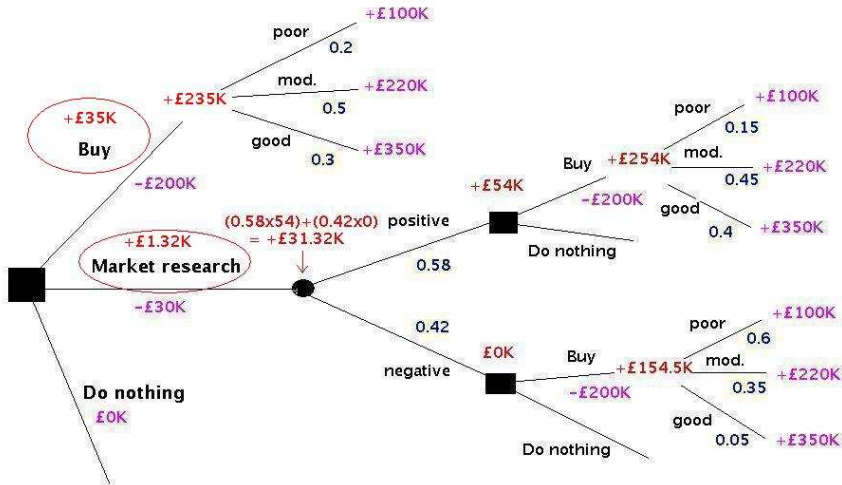 +£100K
poor
0.2
mod.
+£235K
+£220K
0.5
good
+£350K
0.3
+£35K
Buy
−£200K
+£100K
poor
0.15
Buy
+£254K
mod.
+£220K
+£54K
0.45
−£200K
good
+£350K
0.4
(0.58x54)+(0.42x0)
= +£31.32K
positive
0.58
Do nothing
+£1.32K
Market research
−£30K
0.42
negative
+£100K
poor
0.6
£0K
Buy
+£154.5K
mod.
+£220K
0.35
−£200K
good
0.05
+£350K
Do nothing
Do nothing
£0K